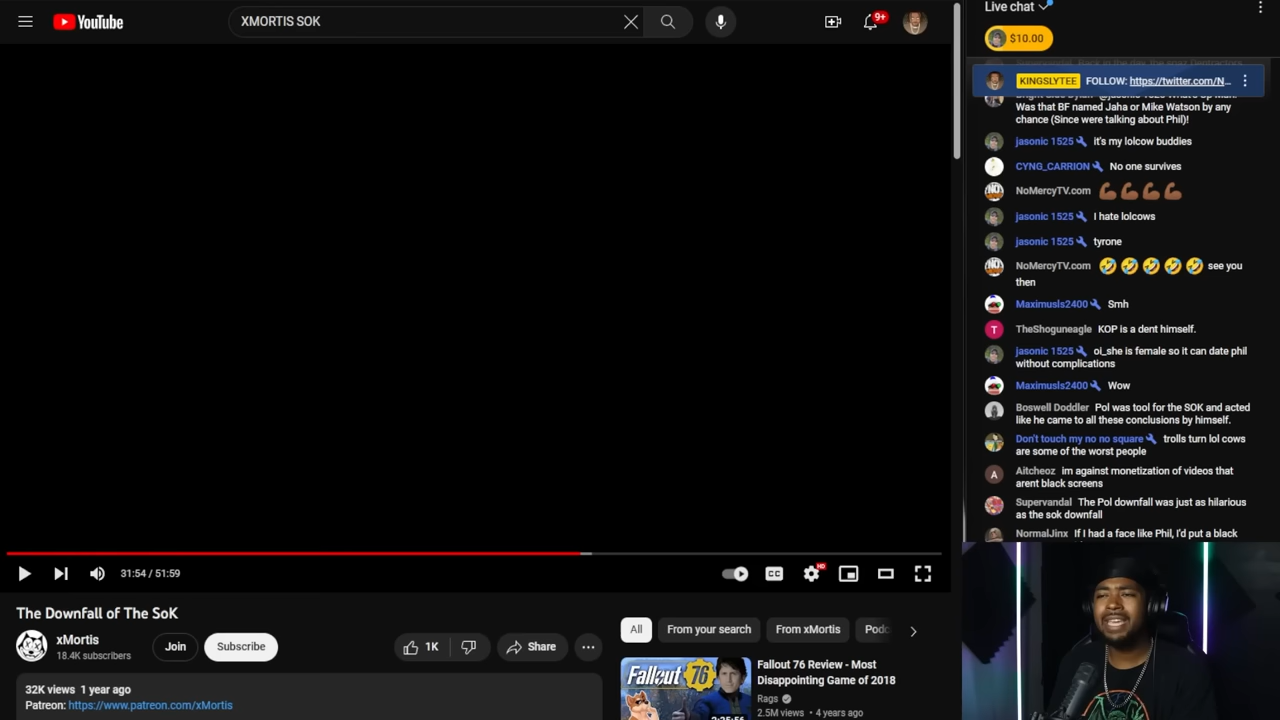 YouTube
XMORTIS SOK
9+
Live chat
$10.00
KINGSLYTEE FOLLOW: https://twitter.com/N...
Was that BF named Jaha or Mike Watson by any
chance (Since were talking about Phil)!
jasonic 1525 it's my lolcow buddies
CYNG_CARRION No one survives
NoMercyTV.com
jasonic 1525 I hate lolcows
jasonic 1525 tyrone
NoMercyTV.com 🤣🤣🤣🤣🤣 see you
then
Maximusls2400 Smh
T TheShoguneagle KOP is a dent himself.
jasonic 1525 oi_she is female so it can date phil
without complications
Maximusls2400 Wow
Boswell Doddler Pol was tool for the SOK and acted
like he came to all these conclusions by himself.
Don't touch my no no square trolls turn lol cows
are some of the worst people
A Aitcheoz im against monetization of videos that
arent black screens
Supervandal The Pol downfall was just as hilarious
as the sok downfall
NormalJinx If I had a face like Phil, I'd put a black
31:54 / 51:59
CC
HD
The Downfall of The SoK
xMortis
18.4K subscribers
Join
Subscribe
1K
Share
32K views 1 year ago
Patreon: https://www.patreon.com/xMortis
All
From your search
From xMortis
Podc
Fallout 76
2:25:56
Fallout 76 Review - Most
Disappointing Game of 2018
Rags
2.5M views • 4 years ago